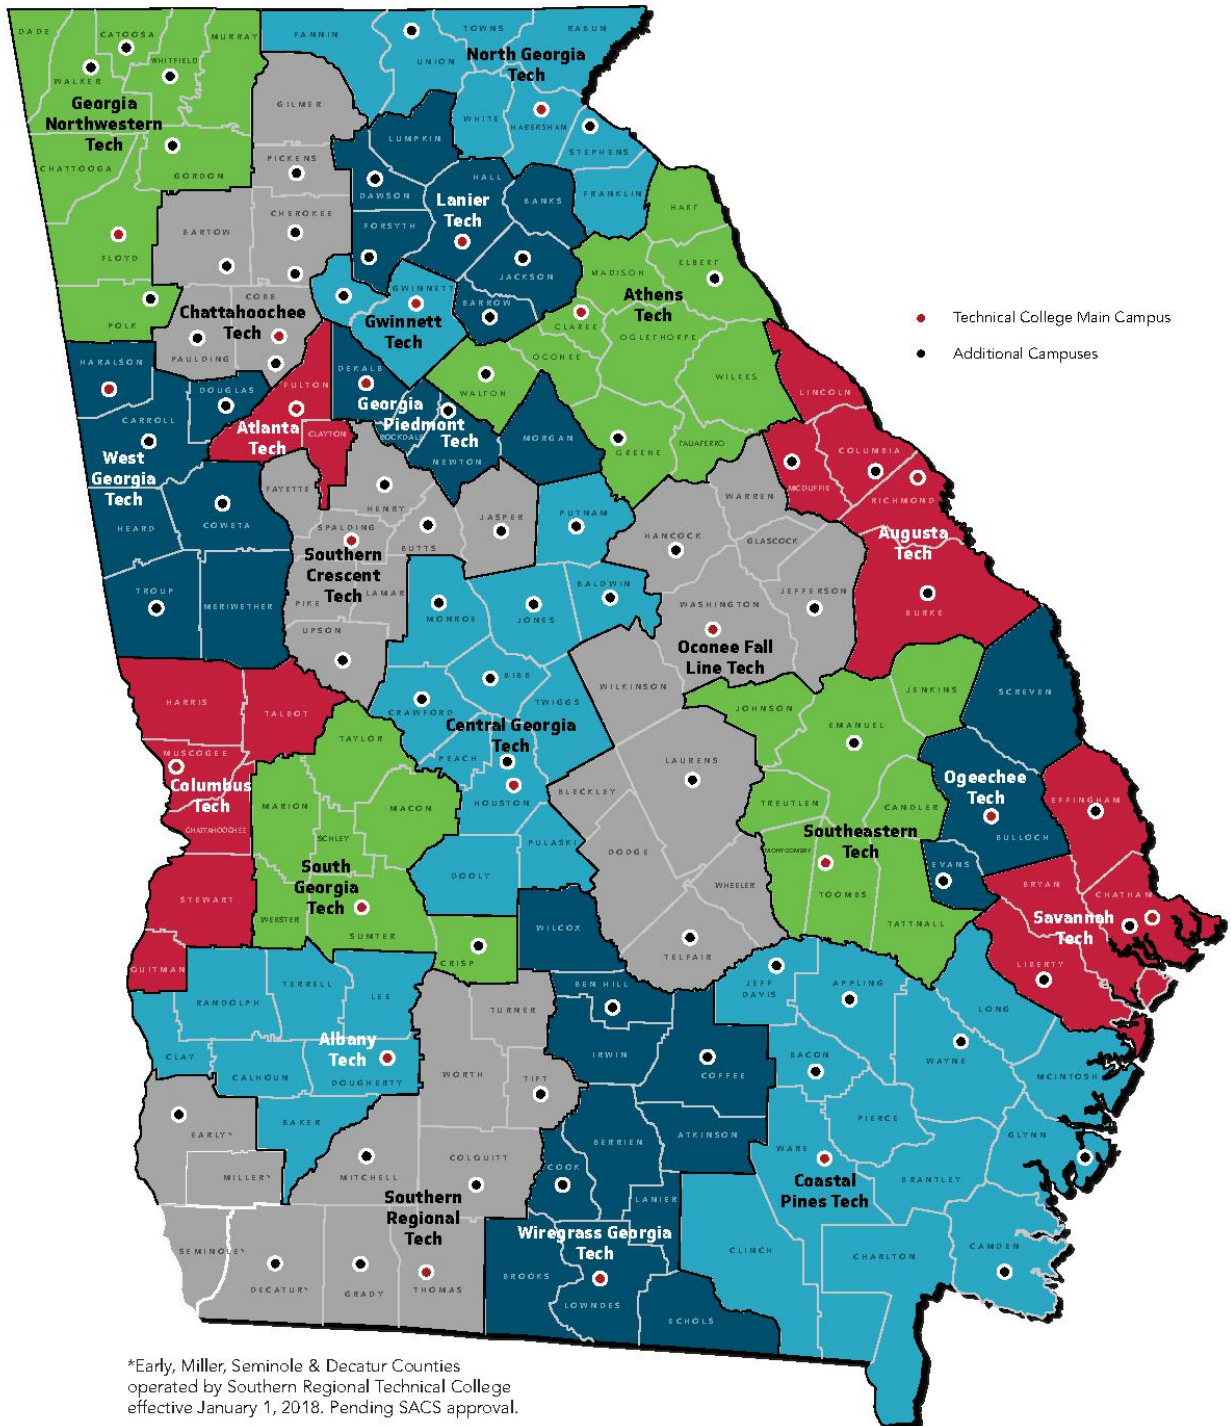 DADE
CATOOSA
MURRAY
WHITFIELD
WALKER
Georgia
Northwestern
Tech
CHATTOOGA
GORDON
FLOYD
POLK
FANNIN
TOWNS
RABUN
UNION
North Georgia
Tech
WHITE
HABERSHAM
STEPHENS
FRANKLIN
GILMER
PICKENS
CHEROKEE
BARTOW
COBB
Chattahoochee
Tech
PAULDING
LUMPKIN
DAWSON
HALL
BANKS
FORSYTH
Lanier
Tech
JACKSON
BARROW
GWINNETT
Gwinnett
Tech
HART
ELBERT
MADISON
Athens
Tech
CLARKE
OGLETHORPE
OCONEE
WALTON
WILKES
GREENE
TALIAFERRO
Technical College Main Campus
Additional Campuses
HARALSON
DOUGLAS
CARROLL
West
Georgia
Tech
HEARD
COWETA
TROUP
MERIWETHER
FULTON
Atlanta
Tech
CLAYTON
DEKALB
Georgia
Piedmont
Tech
ROCKDALE
NEWTON
MORGAN
LINCOLN
COLUMBIA
MCDUFFIE
RICHMOND
Augusta
Tech
BURKE
FAYETTE
HENRY
SPALDING
BUTTS
JASPER
Southern
Crescent
Tech
PIKE
LAMAR
UPSON
PUTNAM
BALDWIN
MONROE
JONES
BIBB
TWIGGS
CRAWFORD
Central Georgia
Tech
PEACH
HOUSTON
PULASKI
DOOLY
WARREN
HANCOCK
GLASCOCK
WASHINGTON
JEFFERSON
Oconee Fall
Line Tech
WILKINSON
LAURENS
BLECKLEY
DODGE
WHEELER
TELFAIR
HARRIS
TALBOT
MUSCOGEE
Columbus
Tech
CHATTAHOOCHEE
STEWART
QUITMAN
TAYLOR
MARION
MACON
SCHLEY
South
Georgia
Tech
WEBSTER
SUMTER
CRISP
JENKINS
JOHNSON
EMANUEL
TREUTLEN
CANDLER
MONTGOMERY
Southeastern
Tech
TOOMBS
TATTNALL
SCREVEN
Ogeechee
Tech
BULLOCH
EVANS
EFFINGHAM
BRYAN
CHATHAM
Savannah
Tech
LIBERTY
RANDOLPH
TERRELL
LEE
Albany
Tech
CLAY
CALHOUN
DOUGHERTY
BAKER
TURNER
WORTH
TIFT
EARLY*
MILLER*
MITCHELL
COLQUITT
Southern
Regional
Tech
SEMINOLE*
DECATUR*
GRADY
THOMAS
WILCOX
BEN HILL
IRWIN
COFFEE
BERRIEN
ATKINSON
COOK
LANIER
Wiregrass Georgia
Tech
BROOKS
LOWNDES
ECHOLS
JEFF
DAVIS
APPLING
LONG
BACON
WAYNE
MCINTOSH
PIERCE
WARE
GLYNN
Coastal
Pines Tech
BRANTLEY
CLINCH
CHARLTON
CAMDEN
*Early, Miller, Seminole & Decatur Counties
operated by Southern Regional Technical College
effective January 1, 2018. Pending SACS approval.